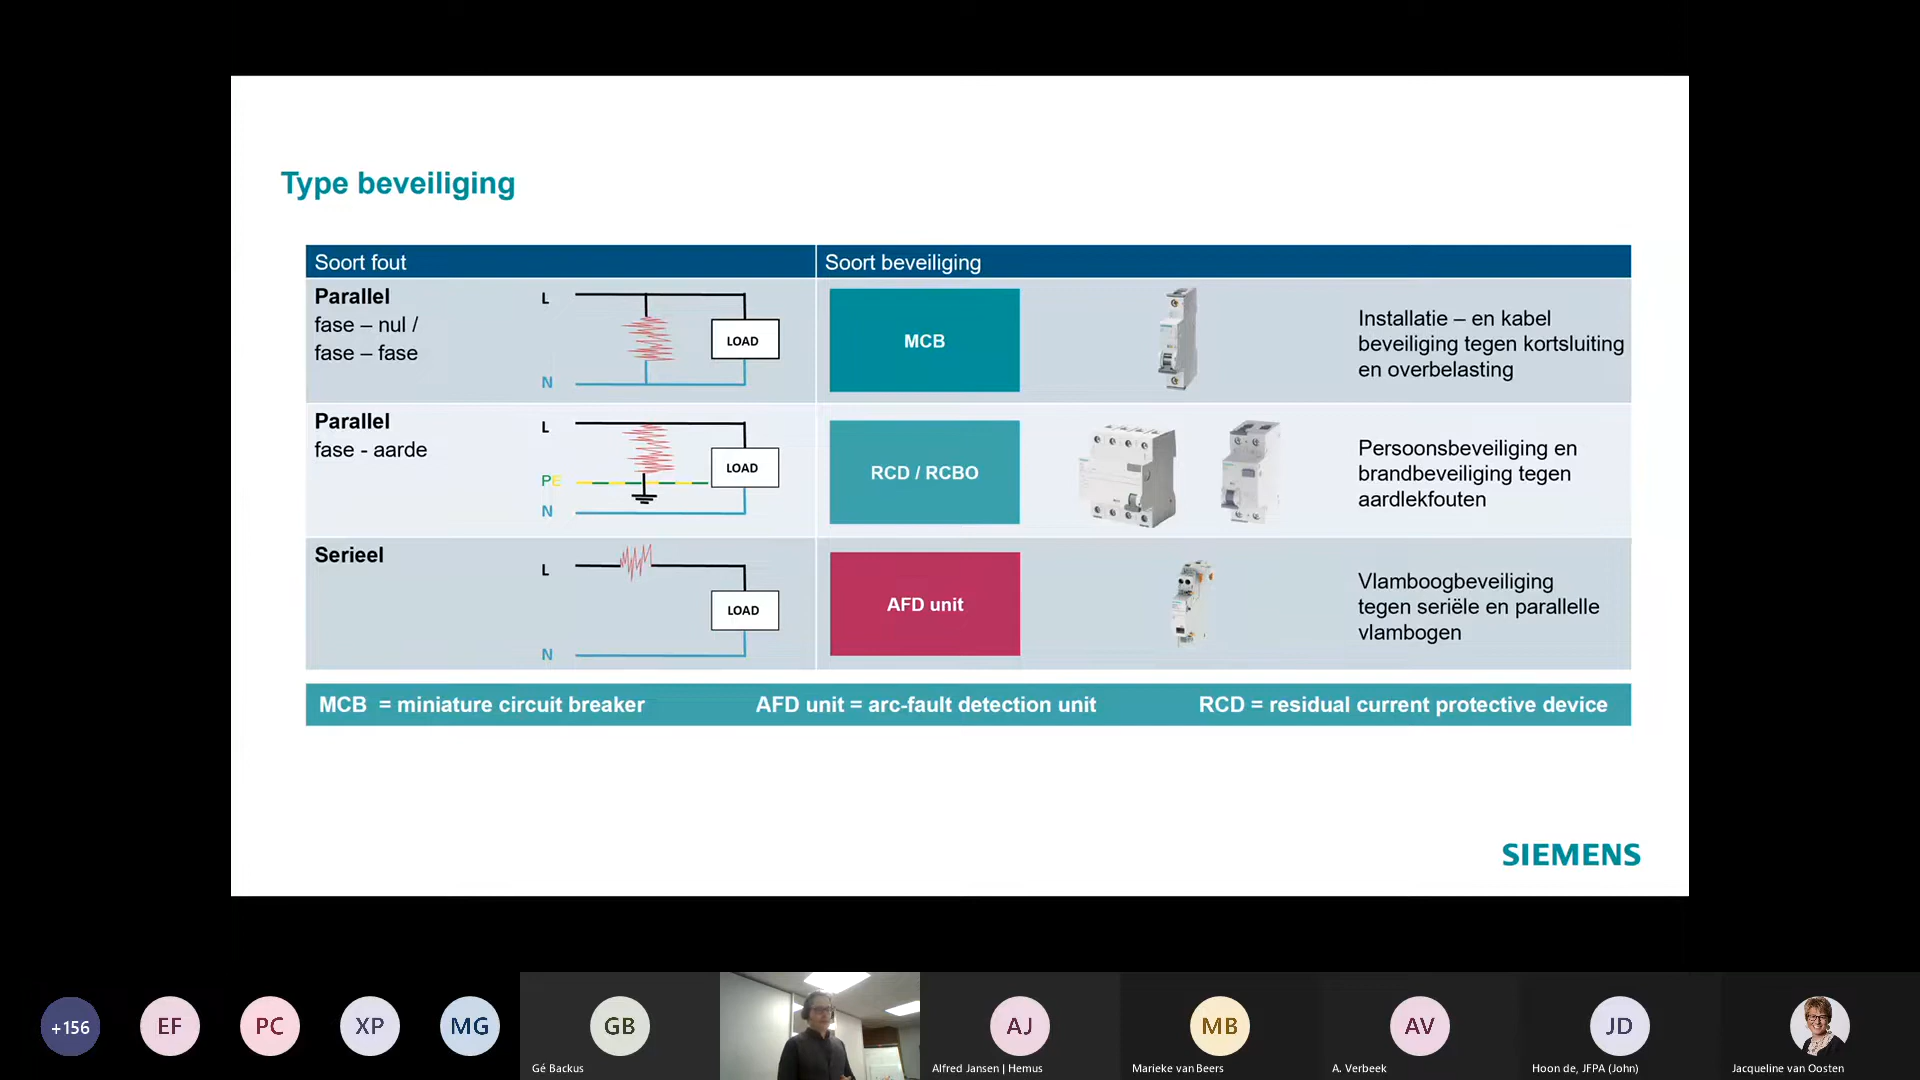 Type beveiliging
Soort fout
Soort beveiliging
Parallel
fase – nul /
fase – fase
L
N
LOAD
MCB
Installatie – en kabel
beveiliging tegen kortsluiting
en overbelasting
Parallel
fase - aarde
L
PE
N
LOAD
RCD / RCBO
Persoonsbeveiliging en
brandbeveiliging tegen
aardlekfouten
Serieel
L
N
LOAD
AFD unit
Vlamboogbeveiliging
tegen seriële en parallelle
vlambogen
MCB = miniature circuit breaker
AFD unit = arc-fault detection unit
RCD = residual current protective device
SIEMENS
+156
EF
PC
XP
MG
GB
AJ
MB
AV
JD
Gé Backus
Alfred Jansen | Hemus
Marieke van Beers
A. Verbeek
Hoon de, JFPA (John)
Jacqueline van Oosten